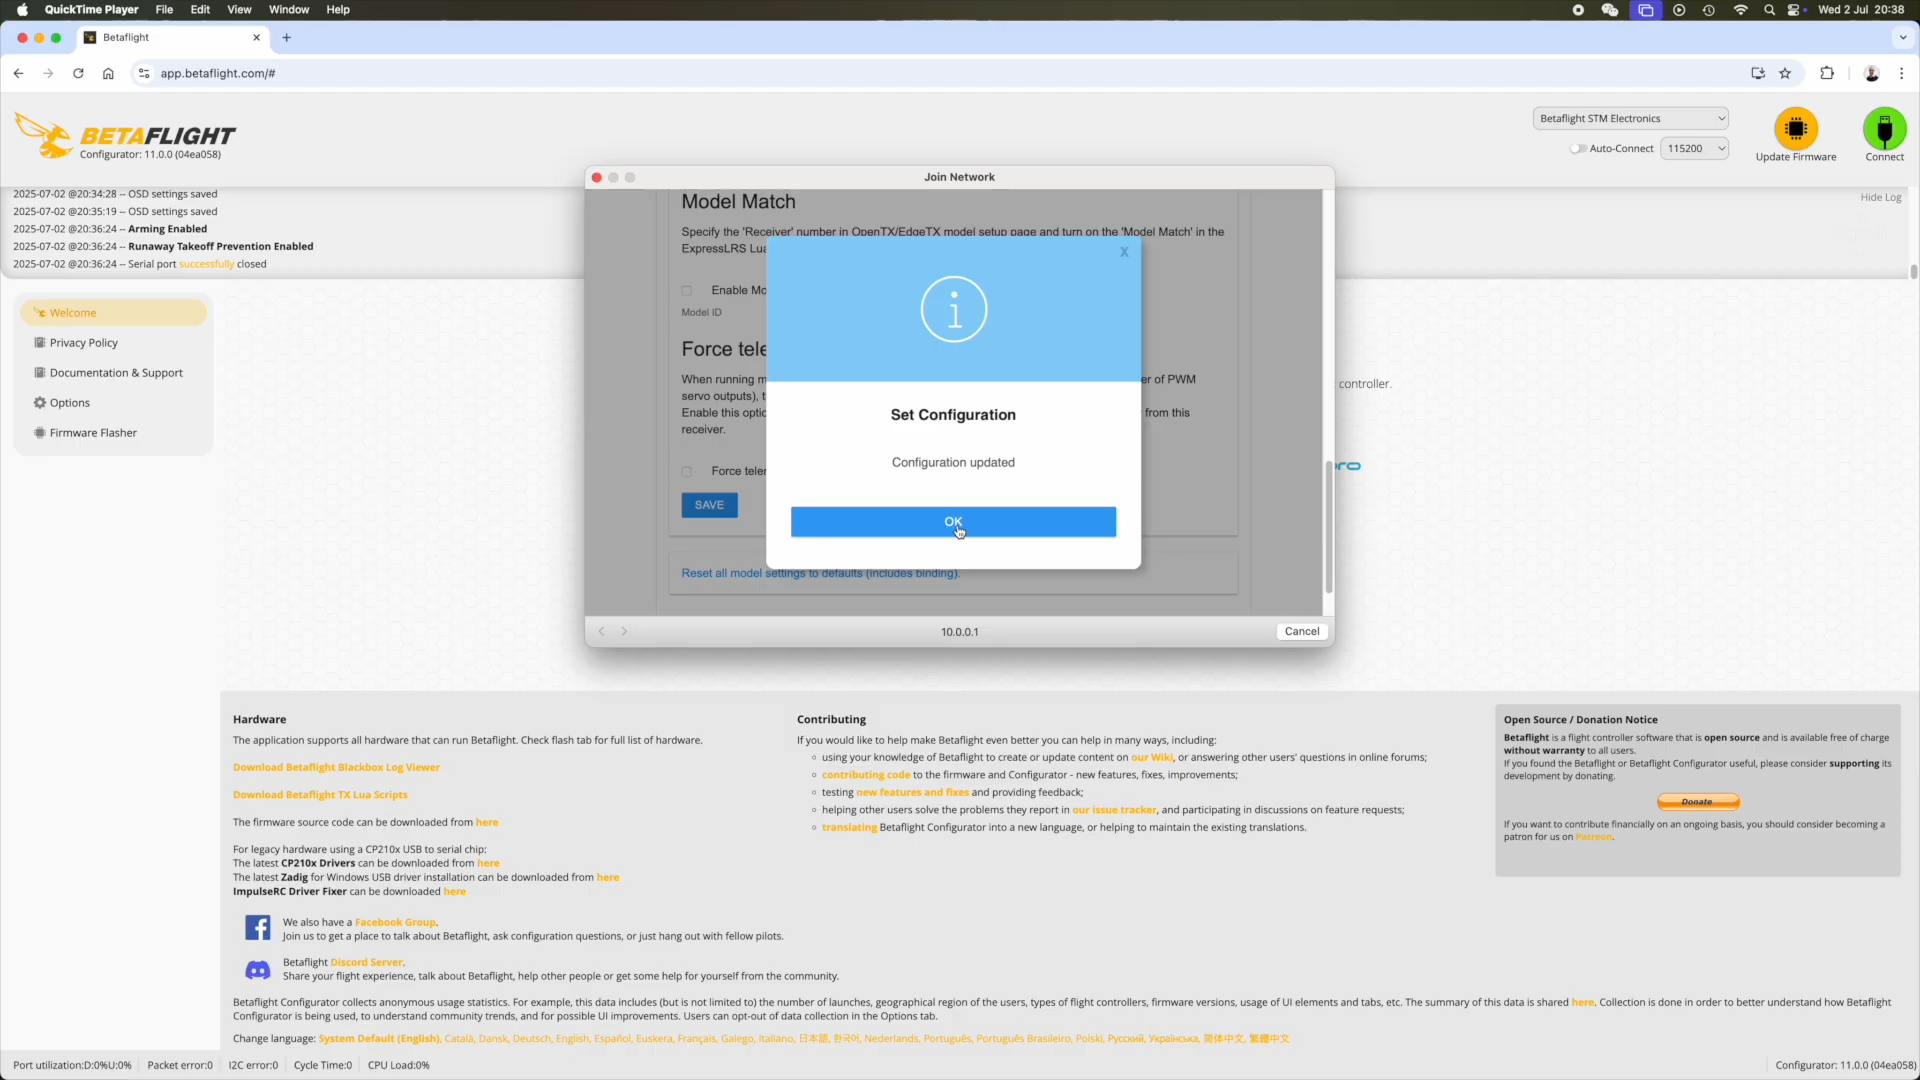 QuickTime Player File Edit View Window Help
Wed 2 Jul 20:38
Betaflight
app.betaflight.com/#
BETAFLIGHT
Configurator: 11.0.0 (04ea058)
Betaflight STM Electronics
Auto-Connect 115200
Update Firmware
Connect
2025-07-02 @20:34:28 -- OSD settings saved
2025-07-02 @20:35:19 -- OSD settings saved
2025-07-02 @20:36:24 -- Arming Enabled
2025-07-02 @20:36:24 -- Runaway Takeoff Prevention Enabled
2025-07-02 @20:36:24 -- Serial port successfully closed
Hide Log
Welcome
Privacy Policy
Documentation & Support
Options
Firmware Flasher
Join Network
Model Match
Specify the 'Receiver' number in OpenTX/EdgeTX model setup page and turn on the 'Model Match' in the
ExpressLRS Lua
Enable Mo
Model ID
Force tele
When running m er of PWM
servo outputs), t
Enable this optio from this
receiver.
Force teler
SAVE
X
Set Configuration
Configuration updated
OK
Reset all model settings to defaults (includes binding).
10.0.0.1
Cancel
controller.
Hardware
The application supports all hardware that can run Betaflight. Check flash tab for full list of hardware.
Download Betaflight Blackbox Log Viewer
Download Betaflight TX Lua Scripts
The firmware source code can be downloaded from here
For legacy hardware using a CP210x USB to serial chip:
The latest CP210x Drivers can be downloaded from here
The latest Zadig for Windows USB driver installation can be downloaded from here
ImpulseRC Driver Fixer can be downloaded here
We also have a Facebook Group.
Join us to get a place to talk about Betaflight, ask configuration questions, or just hang out with fellow pilots.
Betaflight Discord Server.
Share your flight experience, talk about Betaflight, help other people or get some help for yourself from the community.
Contributing
If you would like to help make Betaflight even better you can help in many ways, including:
using your knowledge of Betaflight to create or update content on our Wiki, or answering other users' questions in online forums;
contributing code to the firmware and Configurator - new features, fixes, improvements;
testing new features and fixes and providing feedback;
helping other users solve the problems they report in our issue tracker, and participating in discussions on feature requests;
translating Betaflight Configurator into a new language, or helping to maintain the existing translations.
Open Source / Donation Notice
Betaflight is a flight controller software that is open source and is available free of charge
without warranty to all users.
If you found the Betaflight or Betaflight Configurator useful, please consider supporting its
development by donating.
Donate
If you want to contribute financially on an ongoing basis, you should consider becoming a
patron for us on Patreon.
Betaflight Configurator collects anonymous usage statistics. For example, this data includes (but is not limited to) the number of launches, geographical region of the users, types of flight controllers, firmware versions, usage of UI elements and tabs, etc. The summary of this data is shared here. Collection is done in order to better understand how Betaflight
Configurator is being used, to understand community trends, and for possible UI improvements. Users can opt-out of data collection in the Options tab.
Change language: System Default (English), Català, Dansk, Deutsch, English, Español, Euskera, Français, Galego, Italiano, 日本語, 한국어, Nederlands, Português, Português Brasileiro, Polski, Русский, Українська, 简体中文, 繁體中文
Port utilization:D:0%U:0% Packet error:0 I2C error:0 Cycle Time:0 CPU Load:0%
Configurator: 11.0.0 (04ea058)